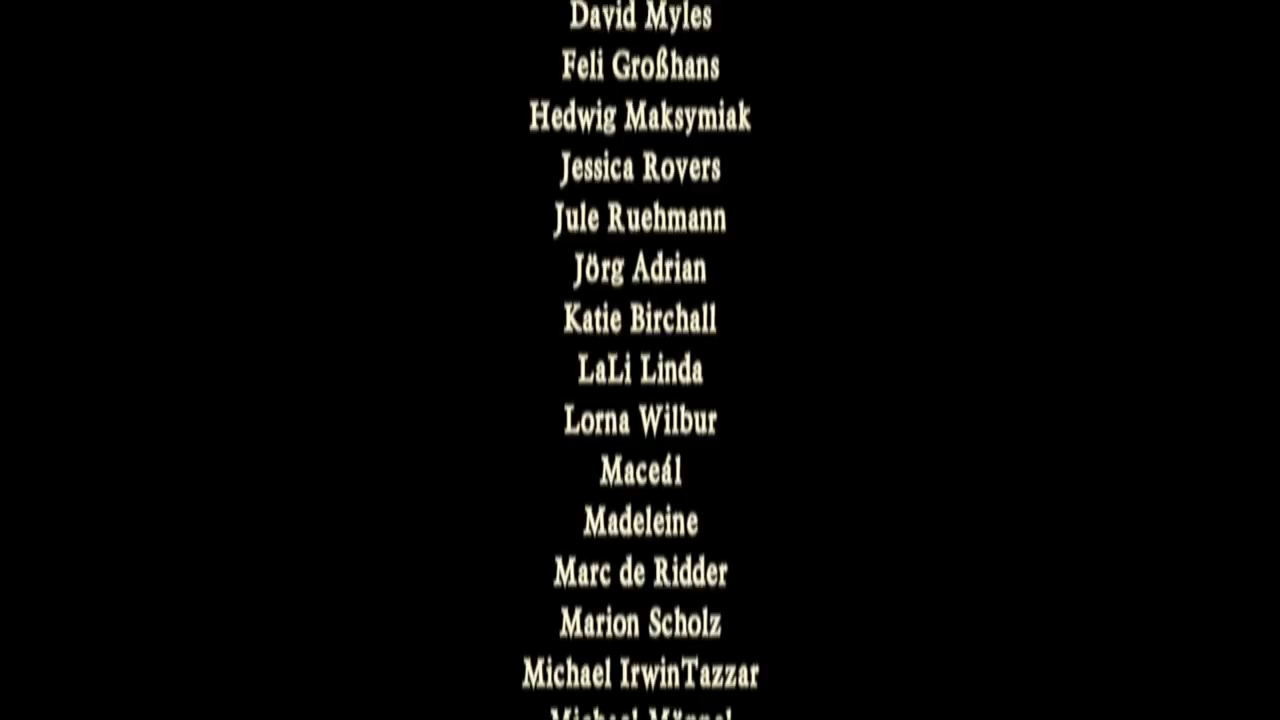 David Myles
Feli Großhans
Hedwig Maksymiak
Jessica Rovers
Jule Ruehmann
Jörg Adrian
Katie Birchall
LaLi Linda
Lorna Wilbur
Maceál
Madeleine
Marc de Ridder
Marion Scholz
Michael IrwinTazzar
Michael